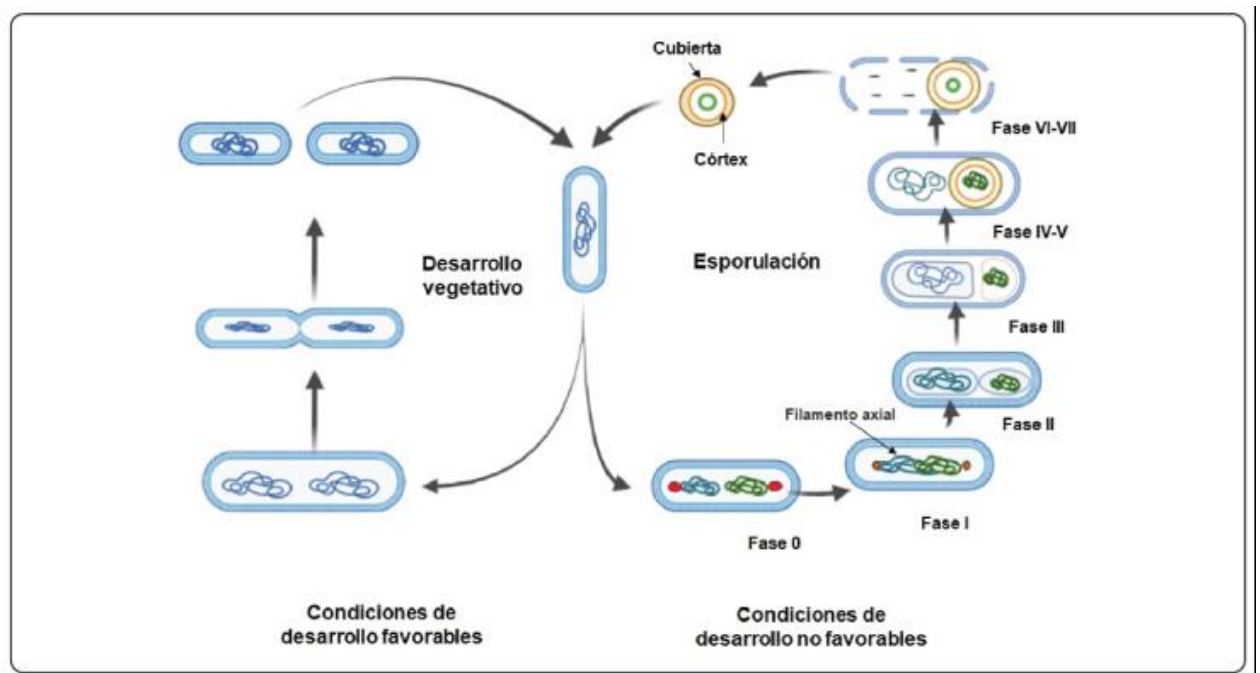 Cubierta
Córtex
Fase VI-VII
Fase IV-V
Desarrollo
vegetativo
Esporulación
Fase III
Filamento axial
Fase II
Fase I
Fase 0
Condiciones de
desarrollo favorables
Condiciones de
desarrollo no favorables